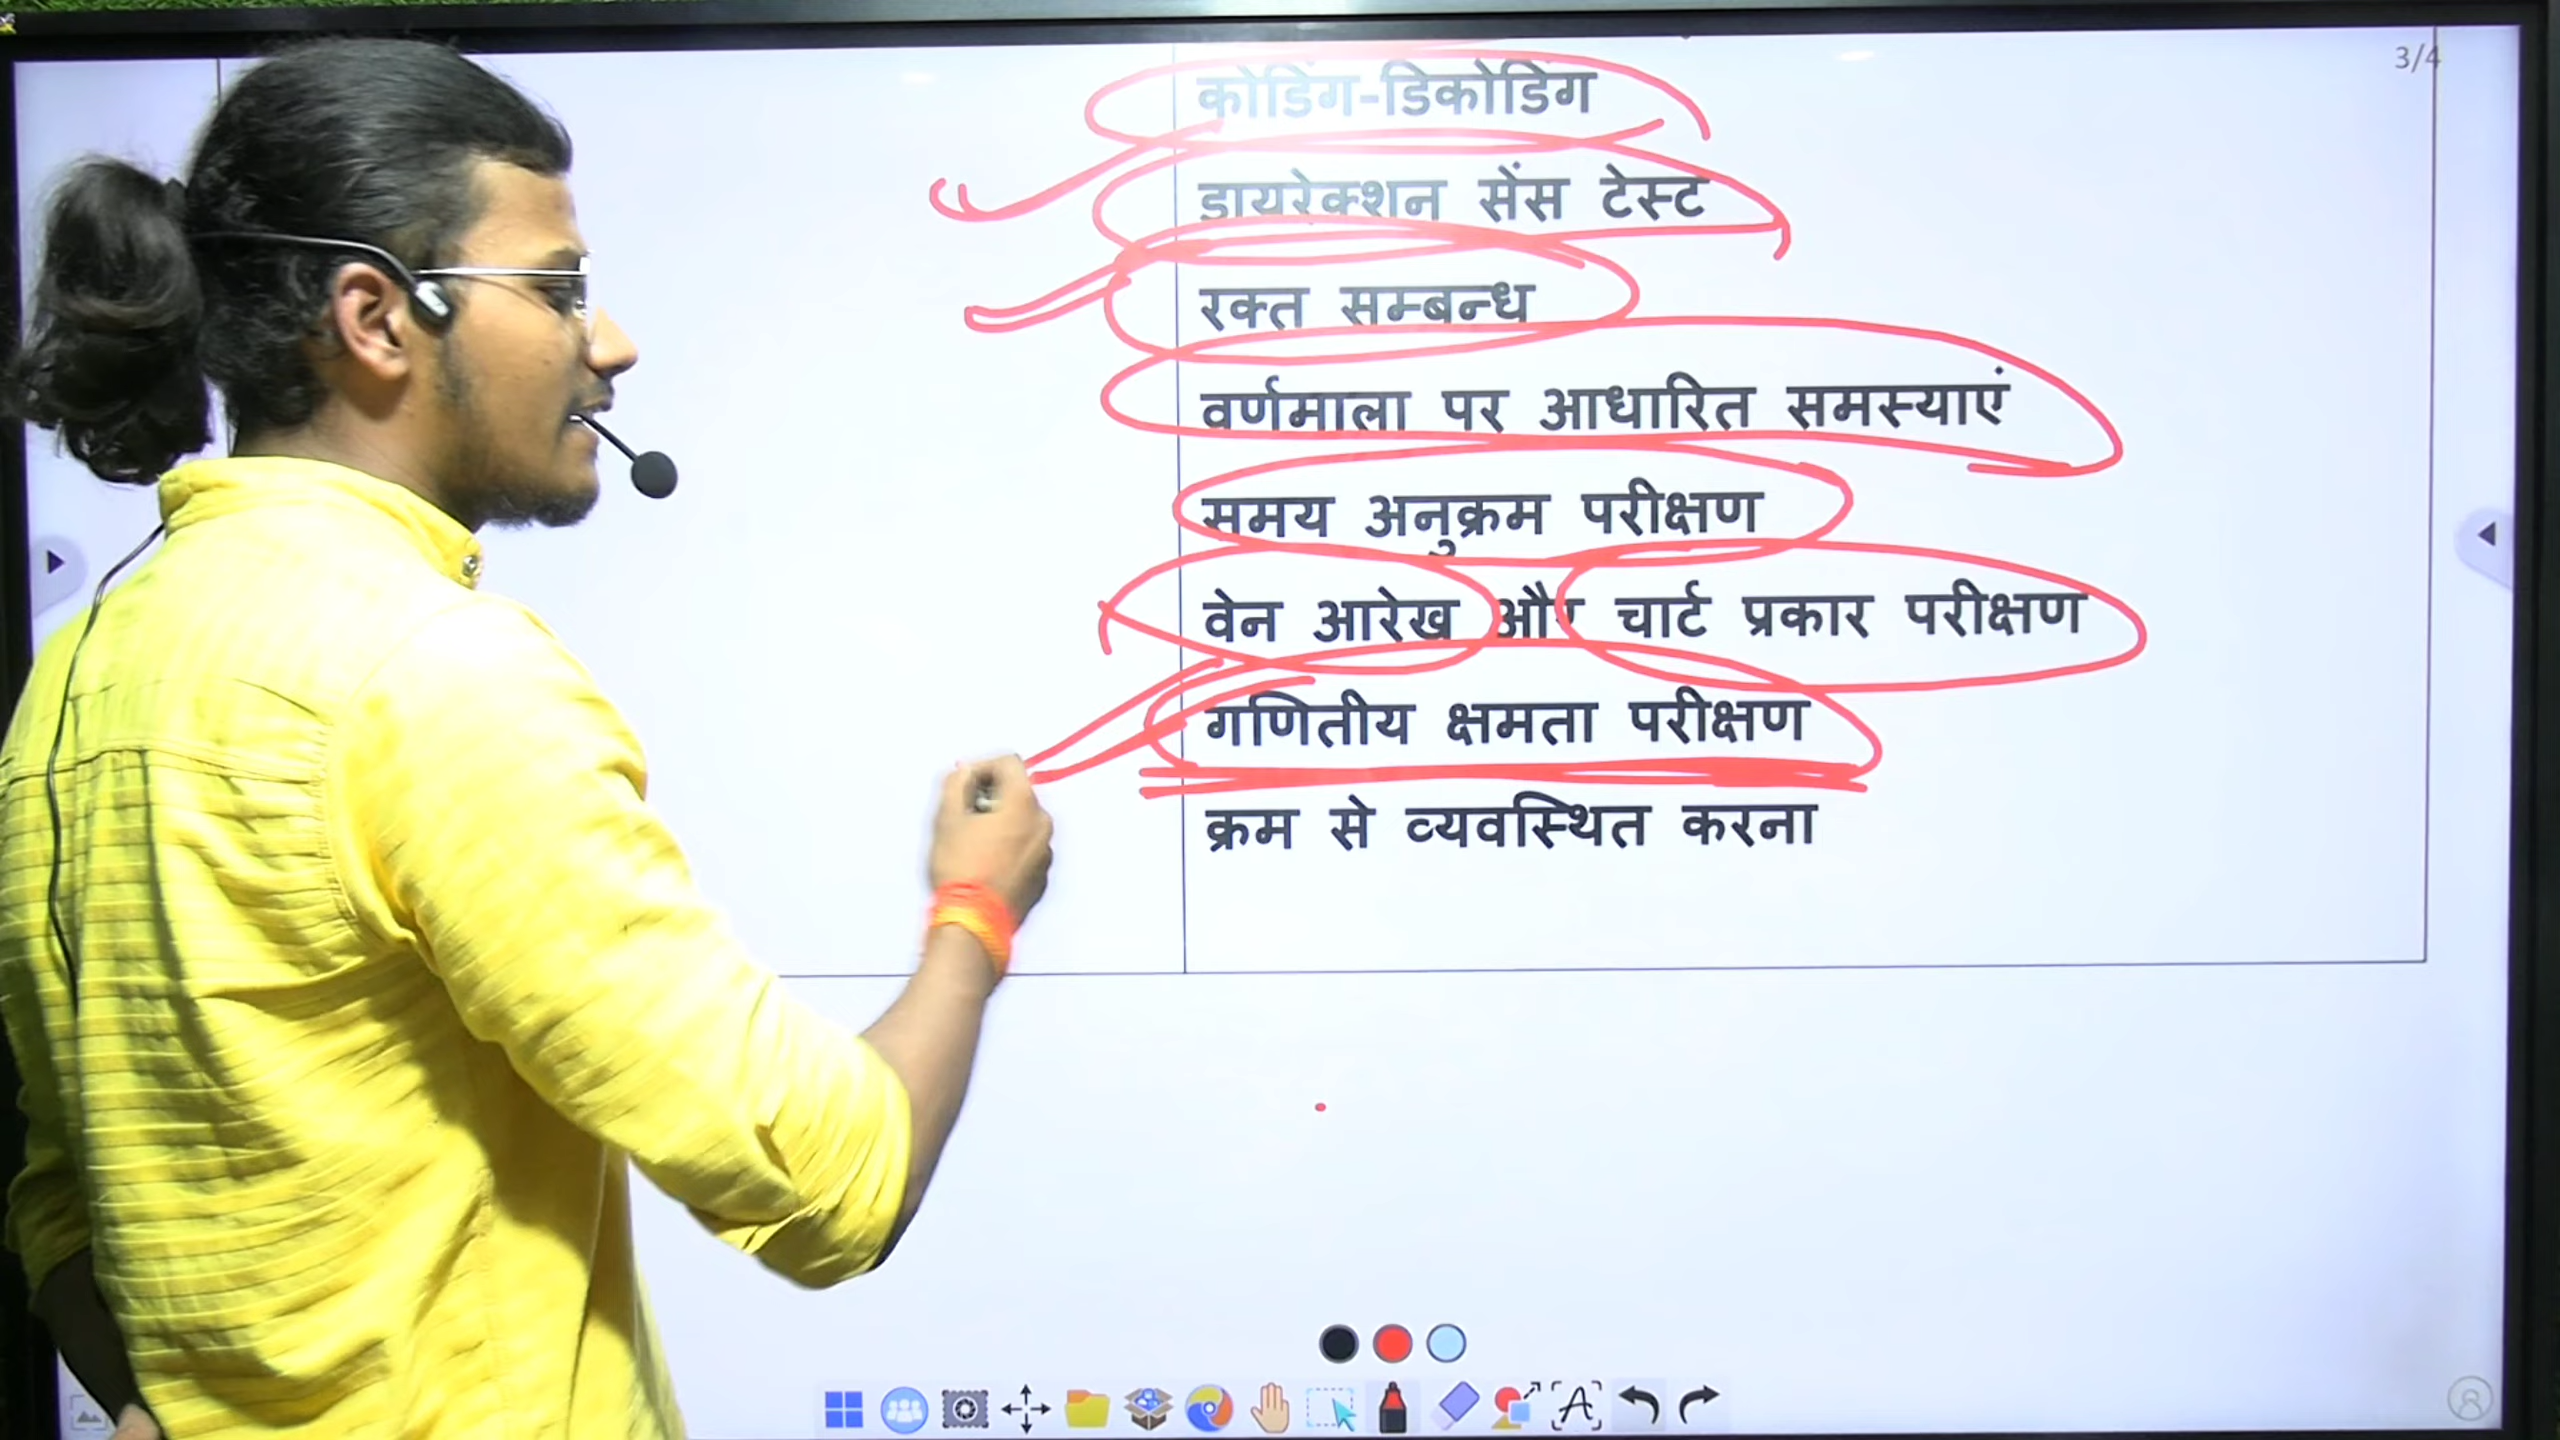 3/4
कोडिंग-डिकोडिंग
डायरेक्शन सेंस टेस्ट
रक्त सम्बन्ध
वर्णमाला पर आधारित समस्याएं
समय अनुक्रम परीक्षण
वेन आरेख और चार्ट प्रकार परीक्षण
गणितीय क्षमता परीक्षण
क्रम से व्यवस्थित करना